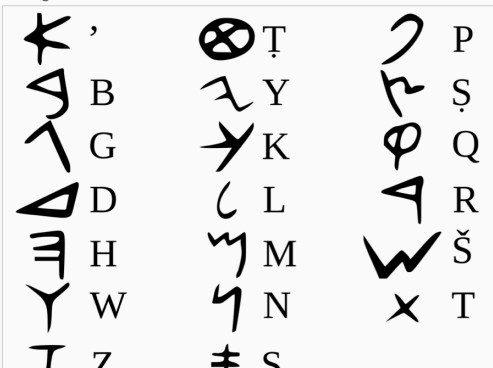 𐤀 ’ 𐤈 Ṭ 𐤐 P
𐤁 B 𐤉 Y 𐤑 Ṣ
𐤂 G 𐤊 K 𐤒 Q
𐤃 D 𐤋 L 𐤓 R
𐤄 H 𐤌 M 𐤔 Š
𐤅 W 𐤍 N 𐤕 T
𐤆 Z 𐤎 S